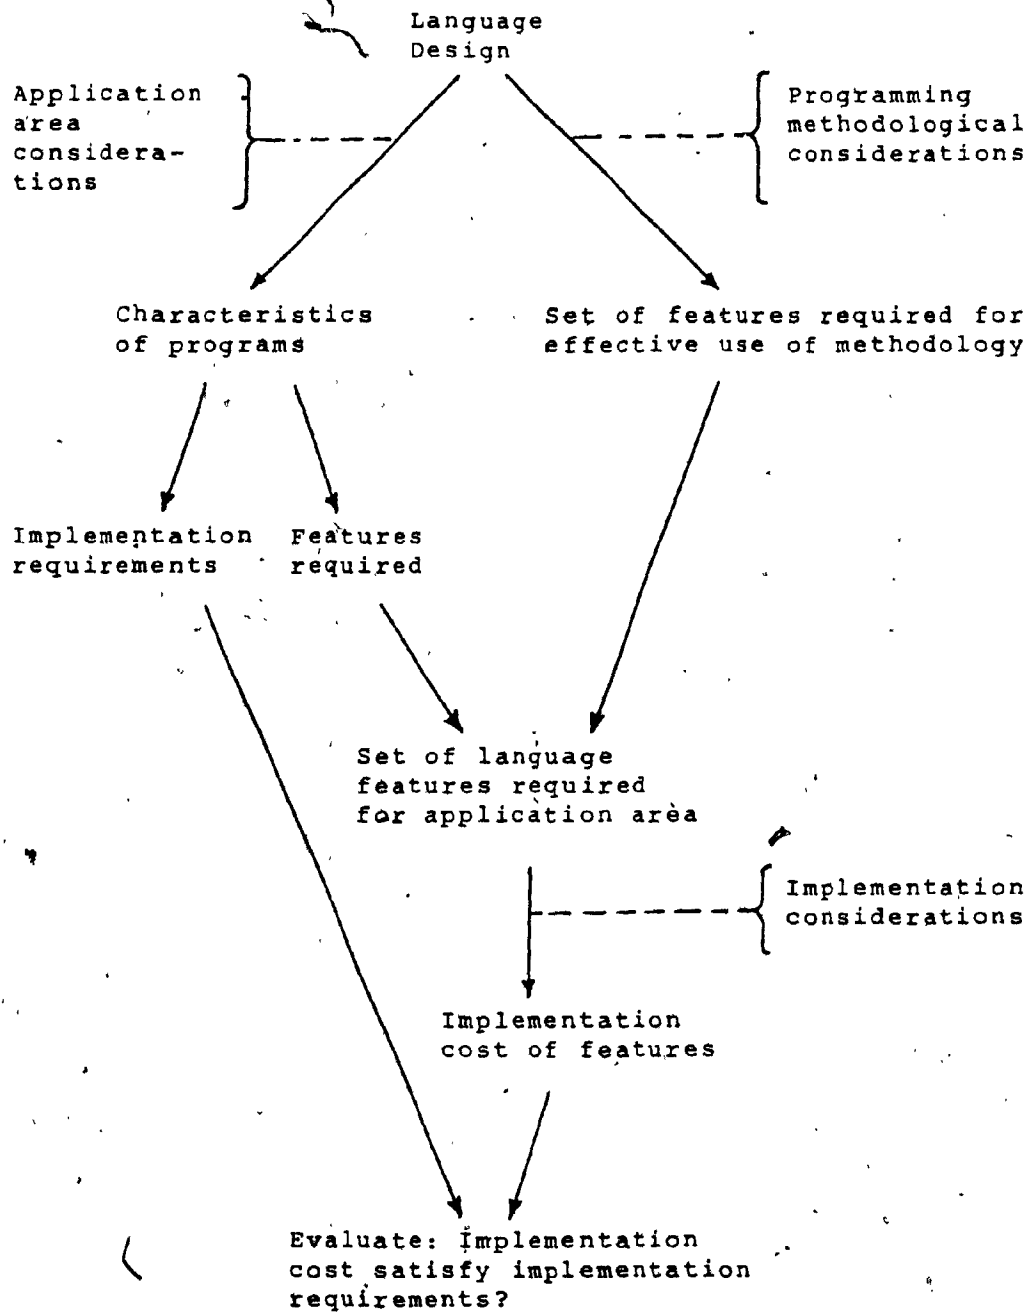 Language
Design
Application
area
considera-
tions
Programming
methodological
considerations
Characteristics
of programs
Set of features required for
effective use of methodology
Implementation
requirements
Features
required
Set of language
features required
for application area
Implementation
considerations
Implementation
cost of features
Evaluate: Implementation
cost satisfy implementation
requirements?